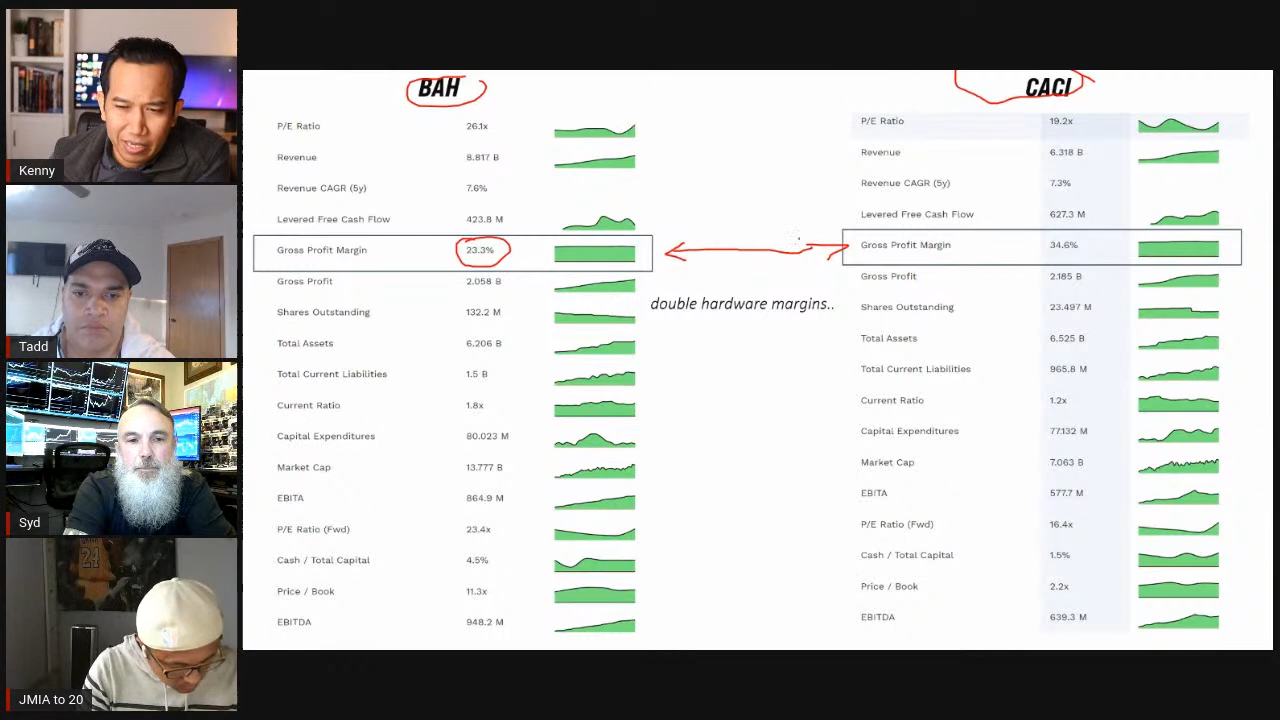 Kenny
Tadd
Syd
24
JMIA to 20
BAH
P/E Ratio 26.1x
Revenue 8.817 B
Revenue CAGR (5y) 7.6%
Levered Free Cash Flow 423.8 M
Gross Profit Margin 23.3%
Gross Profit 2.058 B
Shares Outstanding 132.2 M
Total Assets 6.206 B
Total Current Liabilities 1.5 B
Current Ratio 1.8x
Capital Expenditures 80.023 M
Market Cap 13.777 B
EBITA 864.9 M
P/E Ratio (Fwd) 23.4x
Cash / Total Capital 4.5%
Price / Book 11.3x
EBITDA 948.2 M
double hardware margins..
CACI
P/E Ratio 19.2x
Revenue 6.318 B
Revenue CAGR (5y) 7.3%
Levered Free Cash Flow 627.3 M
Gross Profit Margin 34.6%
Gross Profit 2.185 B
Shares Outstanding 23.497 M
Total Assets 6.525 B
Total Current Liabilities 965.8 M
Current Ratio 1.2x
Capital Expenditures 77.132 M
Market Cap 7.063 B
EBITA 577.7 M
P/E Ratio (Fwd) 16.4x
Cash / Total Capital 1.5%
Price / Book 2.2x
EBITDA 639.3 M